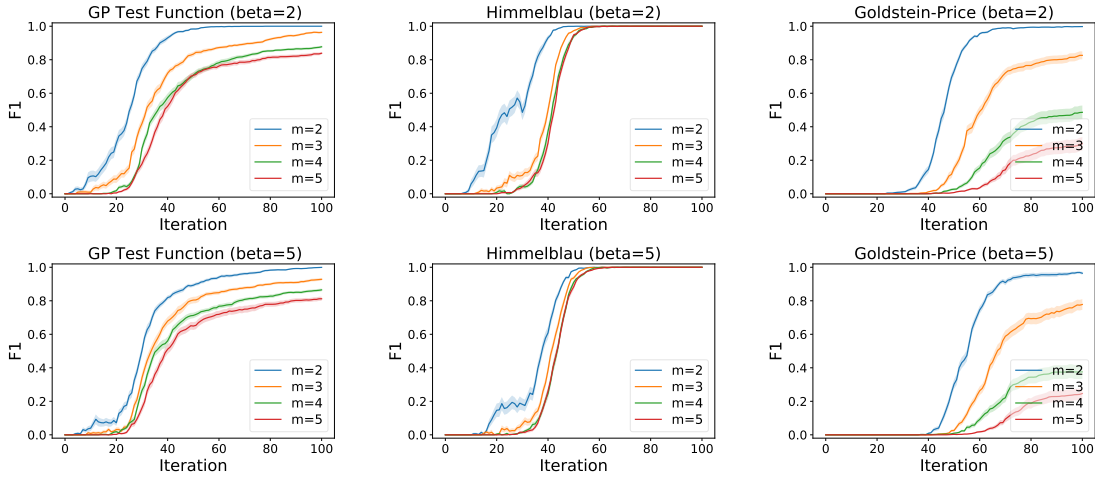 GP Test Function (beta=2)
1.0
0.8
0.6
0.4
0.2
0.0
F1
0 20 40 60 80 100
Iteration
m=2
m=3
m=4
m=5
Himmelblau (beta=2)
1.0
0.8
0.6
0.4
0.2
0.0
F1
0 20 40 60 80 100
Iteration
m=2
m=3
m=4
m=5
Goldstein-Price (beta=2)
1.0
0.8
0.6
0.4
0.2
0.0
F1
0 20 40 60 80 100
Iteration
m=2
m=3
m=4
m=5
GP Test Function (beta=5)
1.0
0.8
0.6
0.4
0.2
0.0
F1
0 20 40 60 80 100
Iteration
m=2
m=3
m=4
m=5
Himmelblau (beta=5)
1.0
0.8
0.6
0.4
0.2
0.0
F1
0 20 40 60 80 100
Iteration
m=2
m=3
m=4
m=5
Goldstein-Price (beta=5)
1.0
0.8
0.6
0.4
0.2
0.0
F1
0 20 40 60 80 100
Iteration
m=2
m=3
m=4
m=5